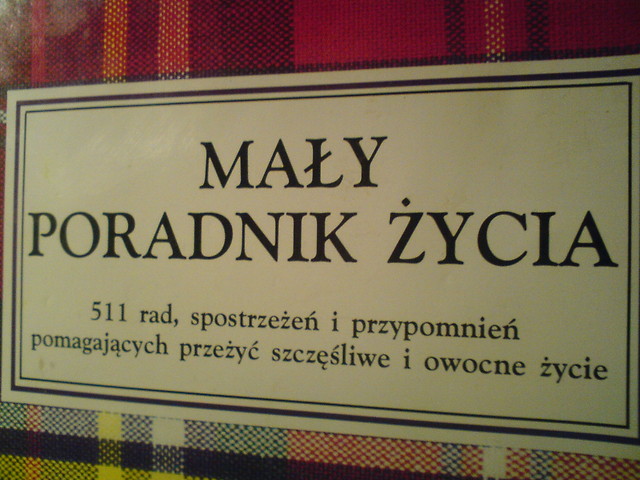 MAŁY
PORADNIK ŻYCIA
511 rad, spostrzeżeń i przypomnień
pomagających przeżyć szczęśliwe i owocne życie